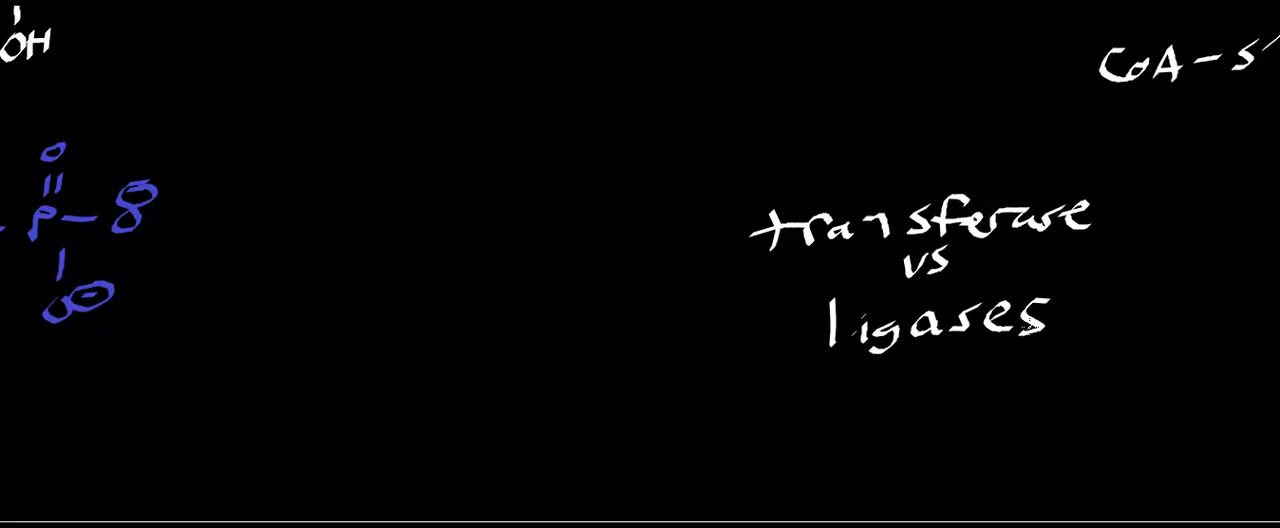 OH
CoA-S
O
P-O
O
transferase
vs
ligases